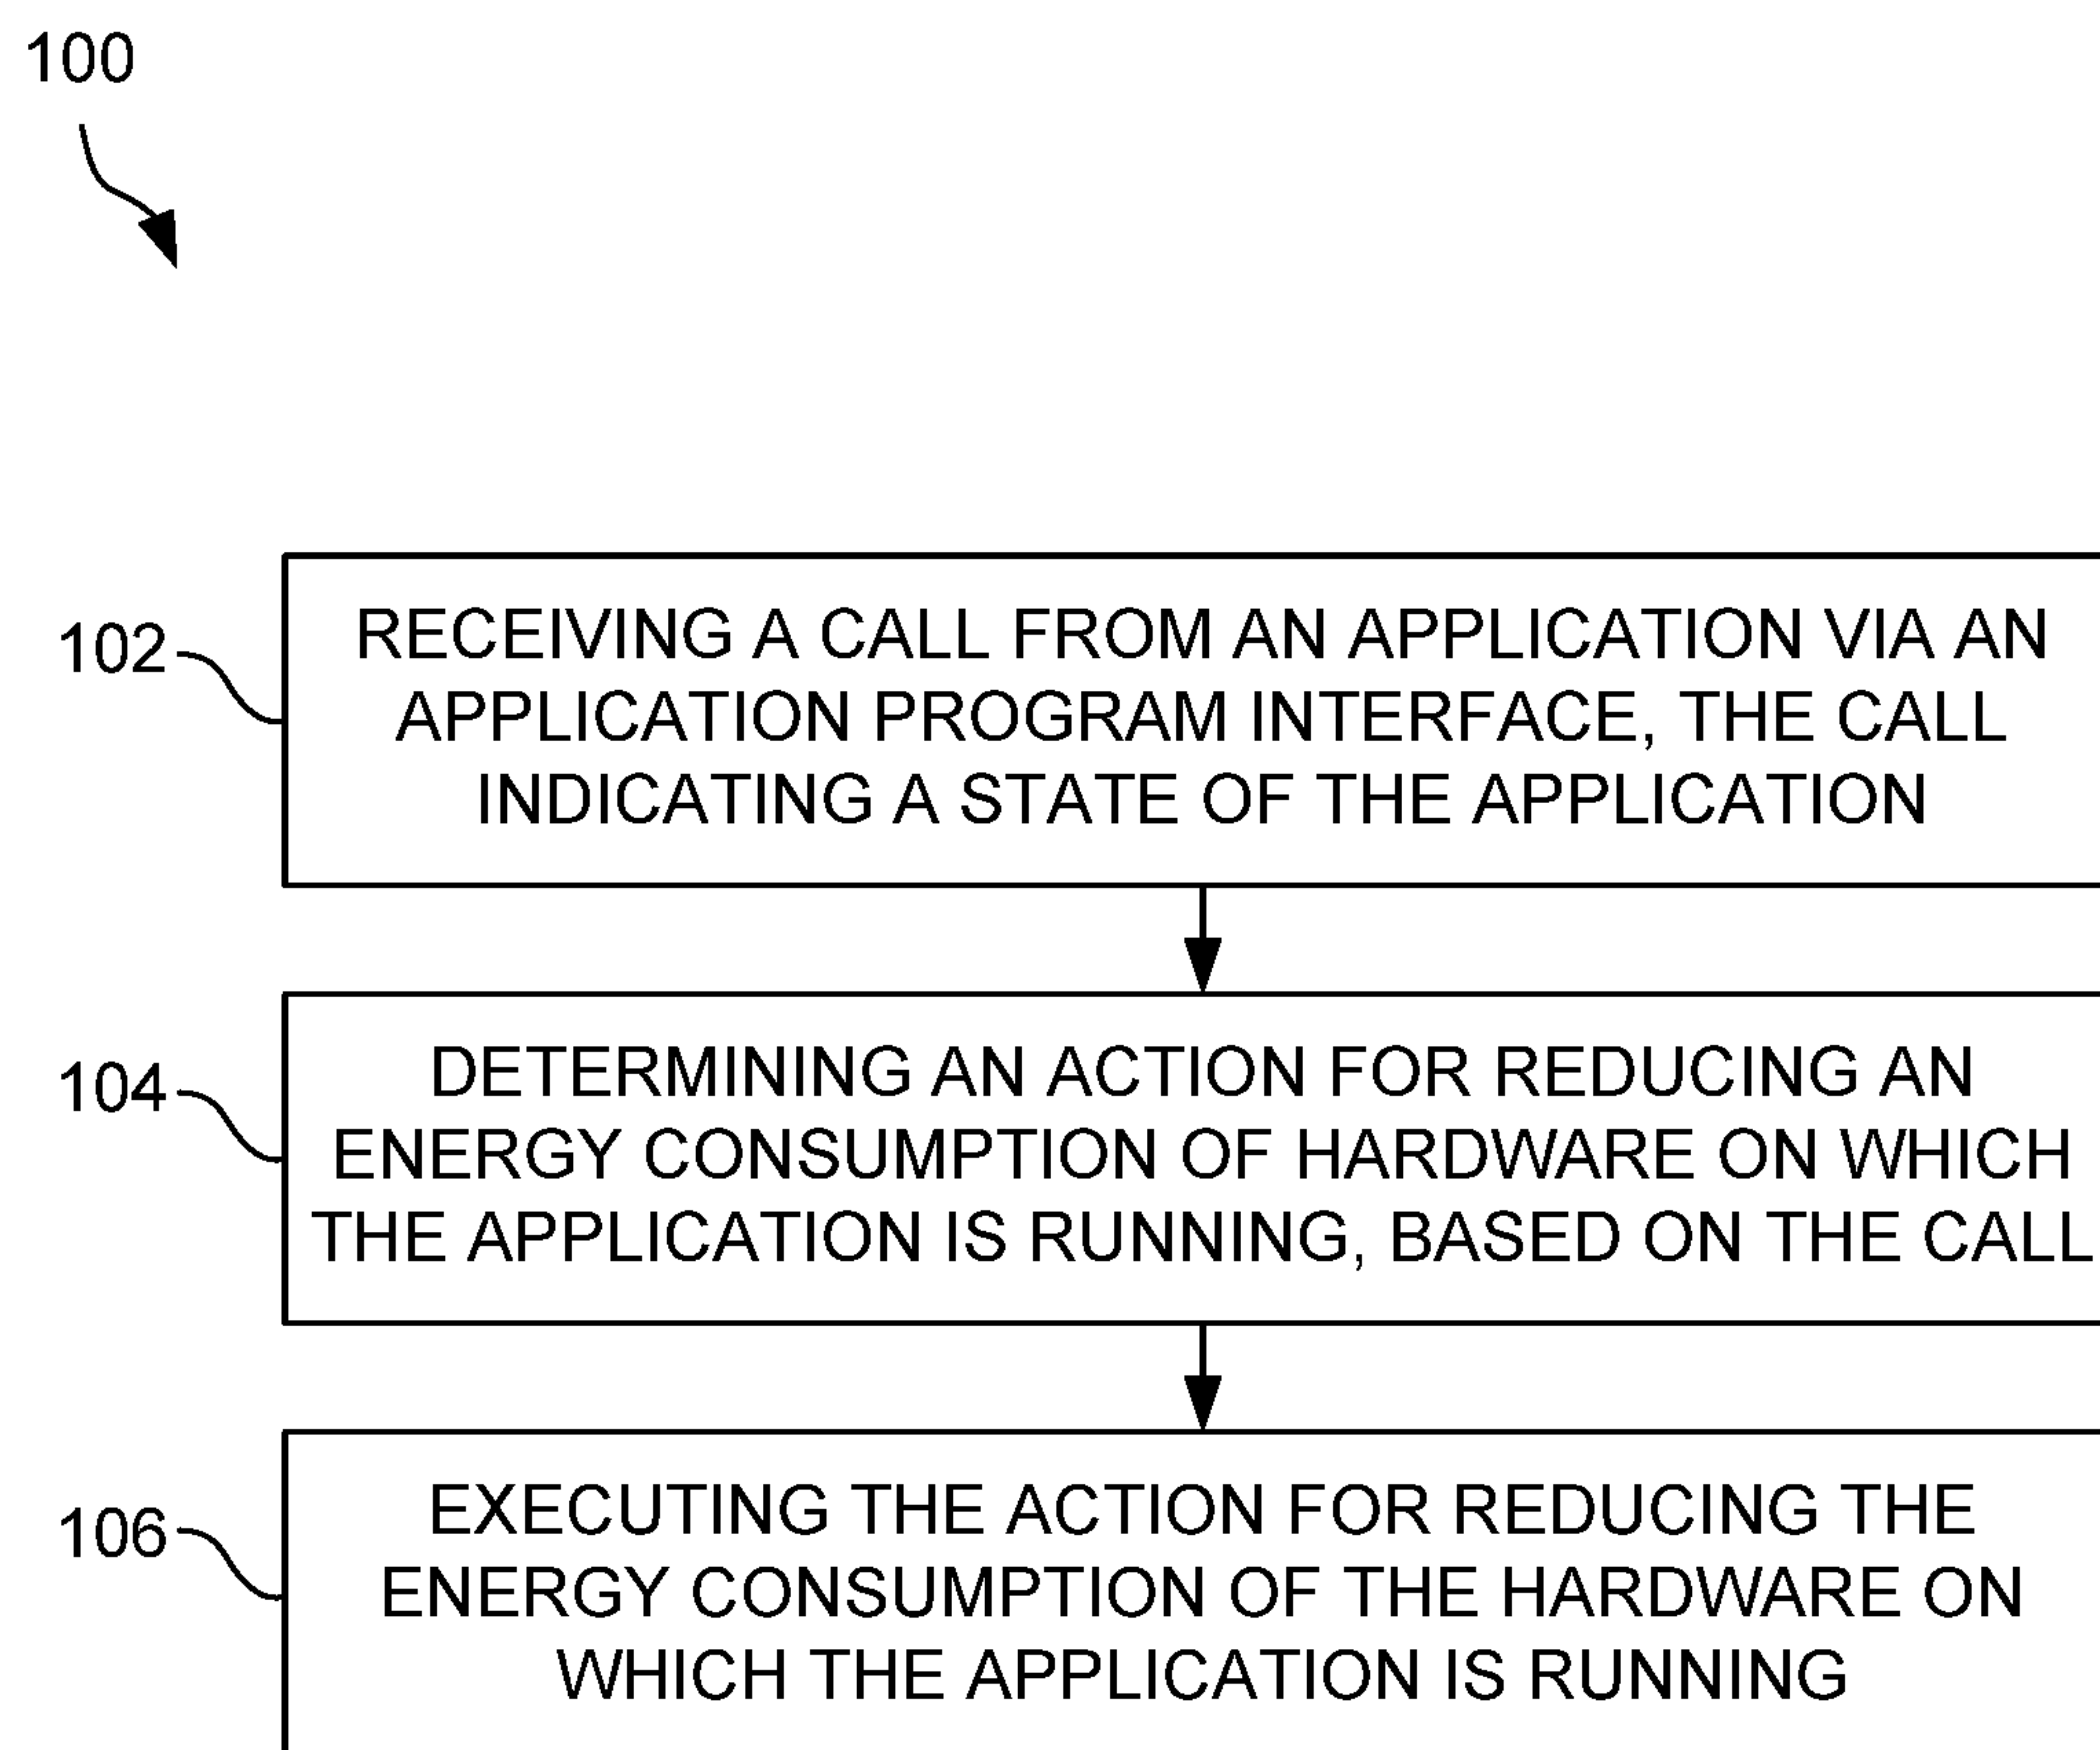 100
102
RECEIVING A CALL FROM AN APPLICATION VIA AN
APPLICATION PROGRAM INTERFACE, THE CALL
INDICATING A STATE OF THE APPLICATION
104
DETERMINING AN ACTION FOR REDUCING AN
ENERGY CONSUMPTION OF HARDWARE ON WHICH
THE APPLICATION IS RUNNING, BASED ON THE CALL
106
EXECUTING THE ACTION FOR REDUCING THE
ENERGY CONSUMPTION OF THE HARDWARE ON
WHICH THE APPLICATION IS RUNNING